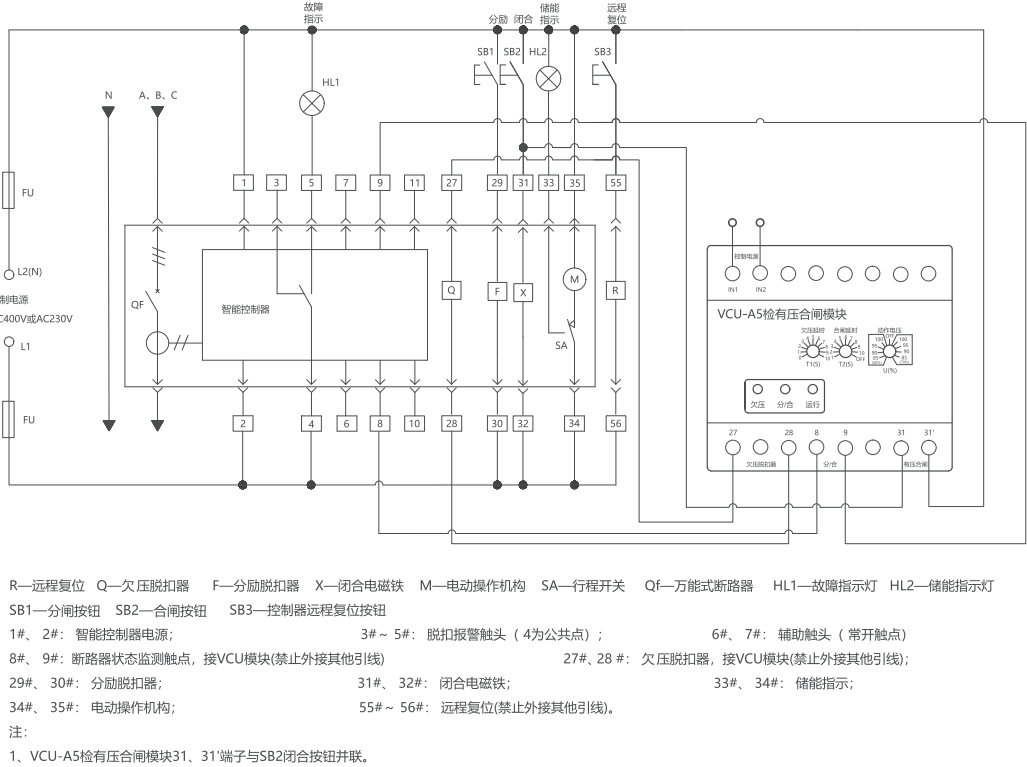 故障
指示
分励 闭合
储能
指示
远程
复位
SB1 SB2 HL2 SB3
HL1
N A、B、C
1 3 5 7 9 11 27 29 31 33 35 55
FU
L2(N)
制电源
C400V或AC230V
L1
FU
QF
智能控制器
Q F X M R
SA
2 4 6 8 10 28 30 32 34 56
控制电源
IN1 IN2
VCU-A5检有压合闸模块
欠压延时 合闸延时 动作电压
T1(S) T2(S) U(%)
欠压 分/合 运行
27 28 8 9 31 31'
欠压脱扣器 分/合 有压合闸
R—远程复位 Q—欠压脱扣器 F—分励脱扣器 X—闭合电磁铁 M—电动操作机构 SA—行程开关 Qf—万能式断路器 HL1—故障指示灯 HL2—储能指示灯
SB1—分闸按钮 SB2—合闸按钮 SB3—控制器远程复位按钮
1#、 2#： 智能控制器电源； 3#~ 5#： 脱扣报警触头（ 4为公共点）； 6#、 7#： 辅助触头（ 常开触点）
8#、 9#：断路器状态监测触点，接VCU模块(禁止外接其他引线) 27#、28 #： 欠压脱扣器，接VCU模块(禁止外接其他引线)；
29#、 30#： 分励脱扣器； 31#、 32#： 闭合电磁铁； 33#、 34#： 储能指示；
34#、 35#： 电动操作机构； 55#~ 56#： 远程复位(禁止外接其他引线)。
注：
1、VCU-A5检有压合闸模块31、31'端子与SB2闭合按钮并联。